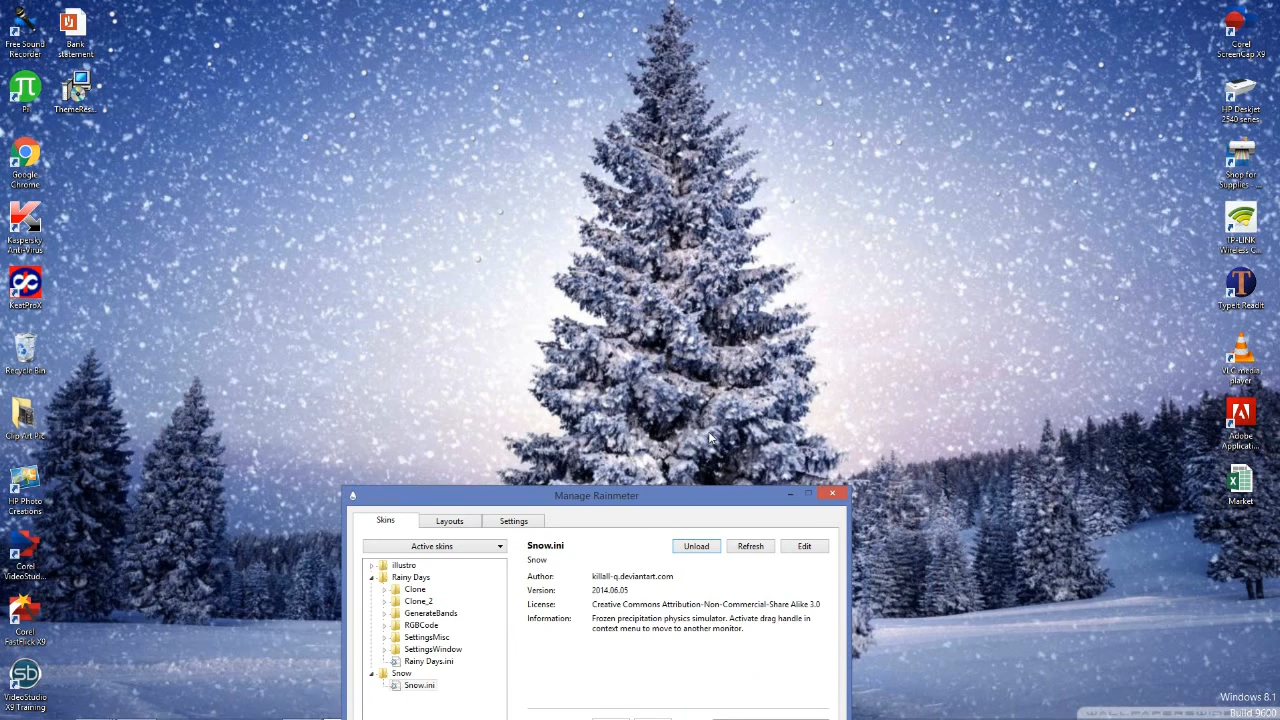 Free Sound
Recorder
Bank
statement
Pi
ThemeRes...
Google
Chrome
Kaspersky
Anti-Virus
KeatProX
Recycle Bin
Clip Art Pic
HP Photo
Creations
Corel
VideoStud...
Corel
FastFlick X9
VideoStudio
X9 Training
Corel
ScreenCap X9
HP Deskjet
2540 series
Shop for
Supplies - ...
TP-LINK
Wireless C...
TypeItReadIt
VLC media
player
Adobe
Applicati...
Market
Manage Rainmeter
Skins
Layouts
Settings
Active skins
illustro
Rainy Days
Clone
Clone_2
GenerateBands
RGBCode
SettingsMisc
SettingsWindow
Rainy Days.ini
Snow
Snow.ini
Snow.ini
Unload
Refresh
Edit
Snow
Author: killall-q.deviantart.com
Version: 2014.06.05
License: Creative Commons Attribution-Non-Commercial-Share Alike 3.0
Information: Frozen precipitation physics simulator. Activate drag handle in
context menu to move to another monitor.
Windows 8.1
Build 9600